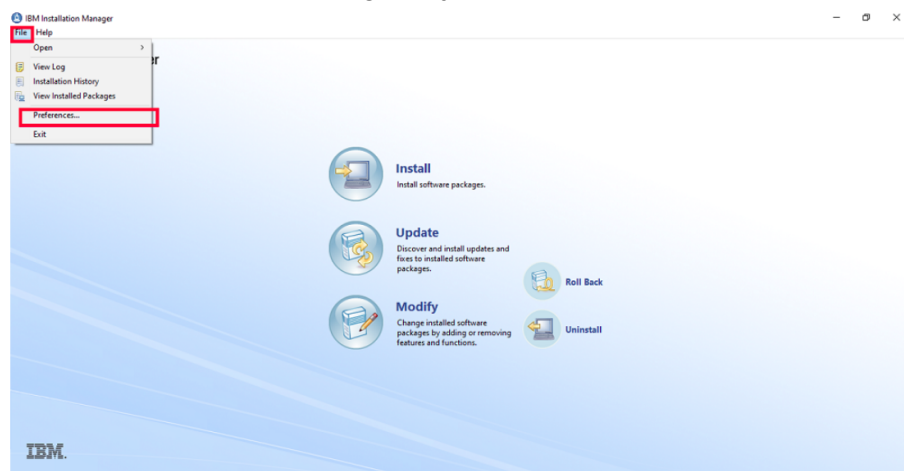 IBM Installation Manager
File Help
Open >
er
View Log
Installation History
View Installed Packages
Preferences...
Exit
Install
Install software packages.
Update
Discover and install updates and
fixes to installed software
packages.
Roll Back
Modify
Change installed software
packages by adding or removing
features and functions.
Uninstall
IBM.